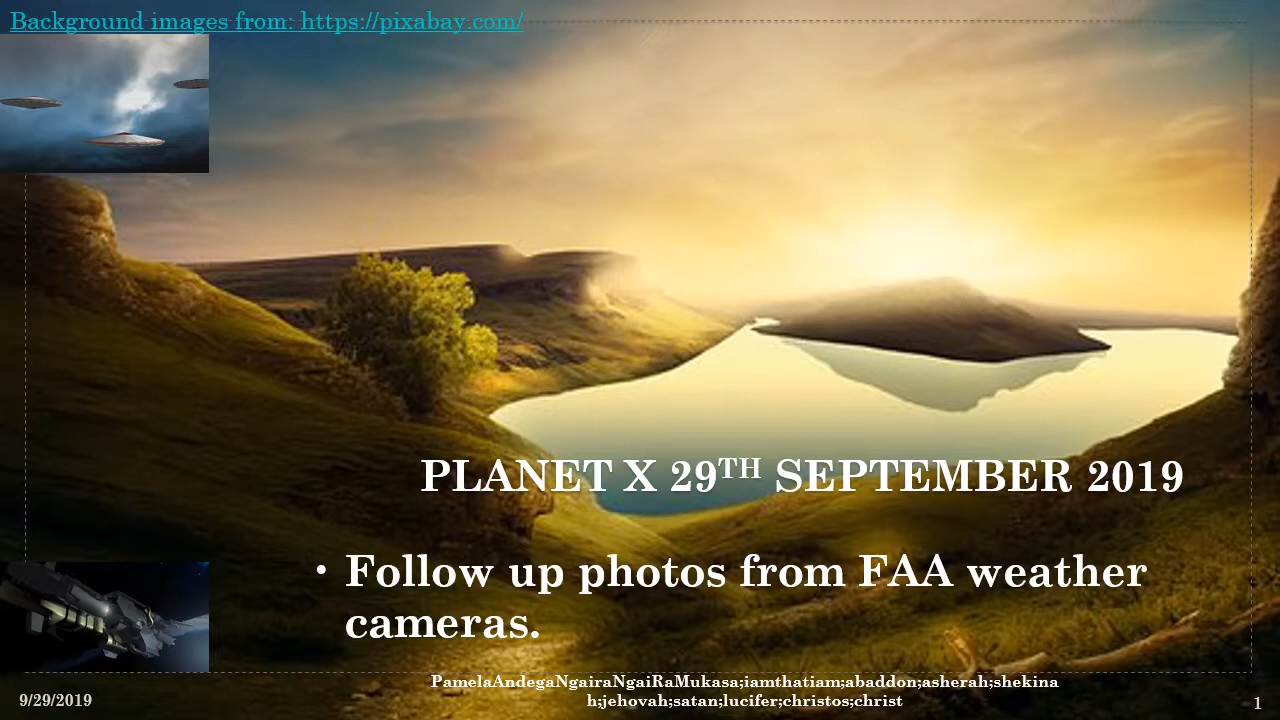 Background images from: https://pixabay.com/
PLANET X 29TH SEPTEMBER 2019
• Follow up photos from FAA weather
cameras.
PamelaAndegaNgairaNgaiRaMukasa;iamthatiam;abaddon;asherah;shekina
h;jehovah;satan;lucifer;christos;christ
9/29/2019
1